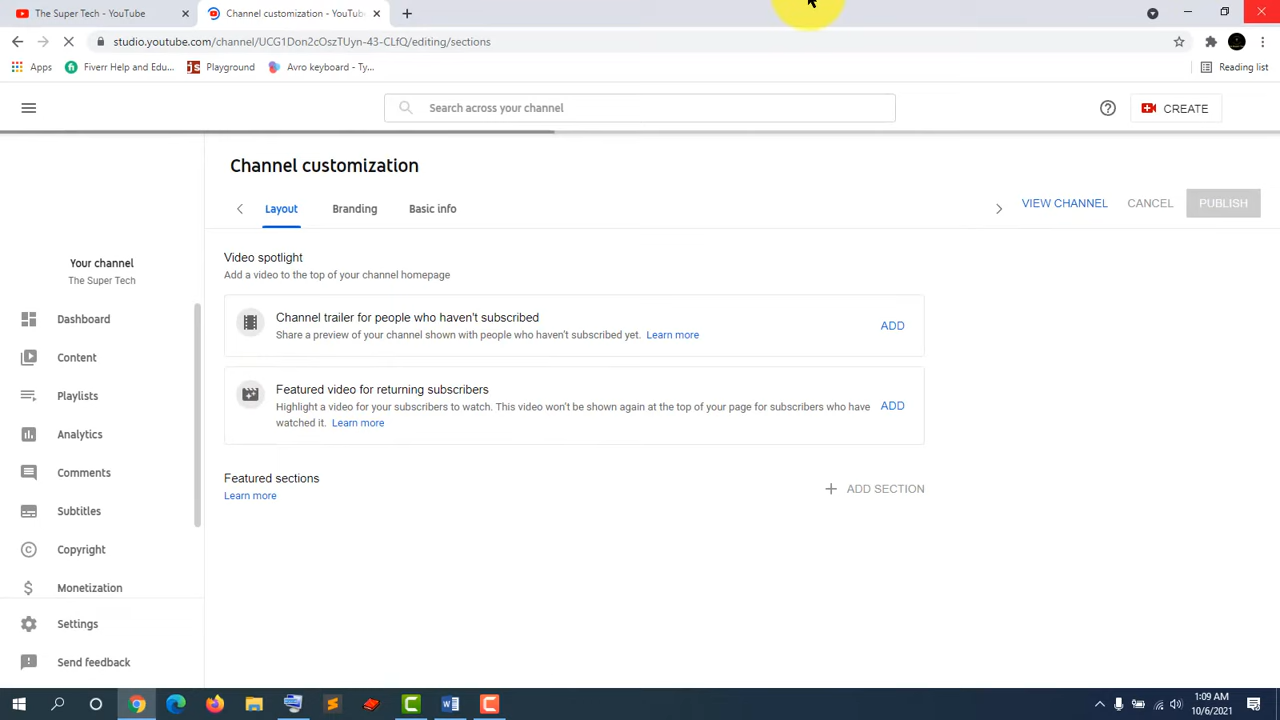 The Super Tech - YouTube
Channel customization - YouTube
studio.youtube.com/channel/UCG1Don2cOszTUyn-43-CLfQ/editing/sections
Apps
Fiverr Help and Edu...
Playground
Avro keyboard - Ty...
Reading list
Search across your channel
CREATE
Channel customization
Layout
Branding
Basic info
VIEW CHANNEL
CANCEL
PUBLISH
Video spotlight
Add a video to the top of your channel homepage
Channel trailer for people who haven't subscribed
Share a preview of your channel shown with people who haven't subscribed yet. Learn more
ADD
Featured video for returning subscribers
Highlight a video for your subscribers to watch. This video won't be shown again at the top of your page for subscribers who have
watched it. Learn more
ADD
Featured sections
Learn more
ADD SECTION
Your channel
The Super Tech
Dashboard
Content
Playlists
Analytics
Comments
Subtitles
Copyright
Monetization
Settings
Send feedback
1:09 AM
10/6/2021